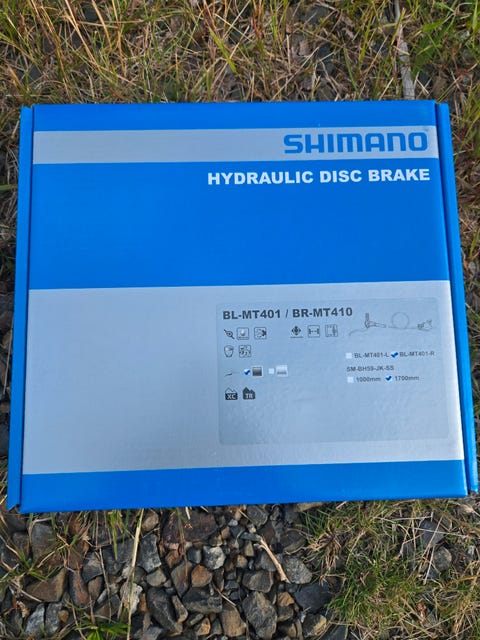 SHIMANO
HYDRAULIC DISC BRAKE
BL-MT401 / BR-MT410
BL-MT401-L BL-MT401-R
SM-BH59-JK-SS
1000mm 1700mm
XC TR